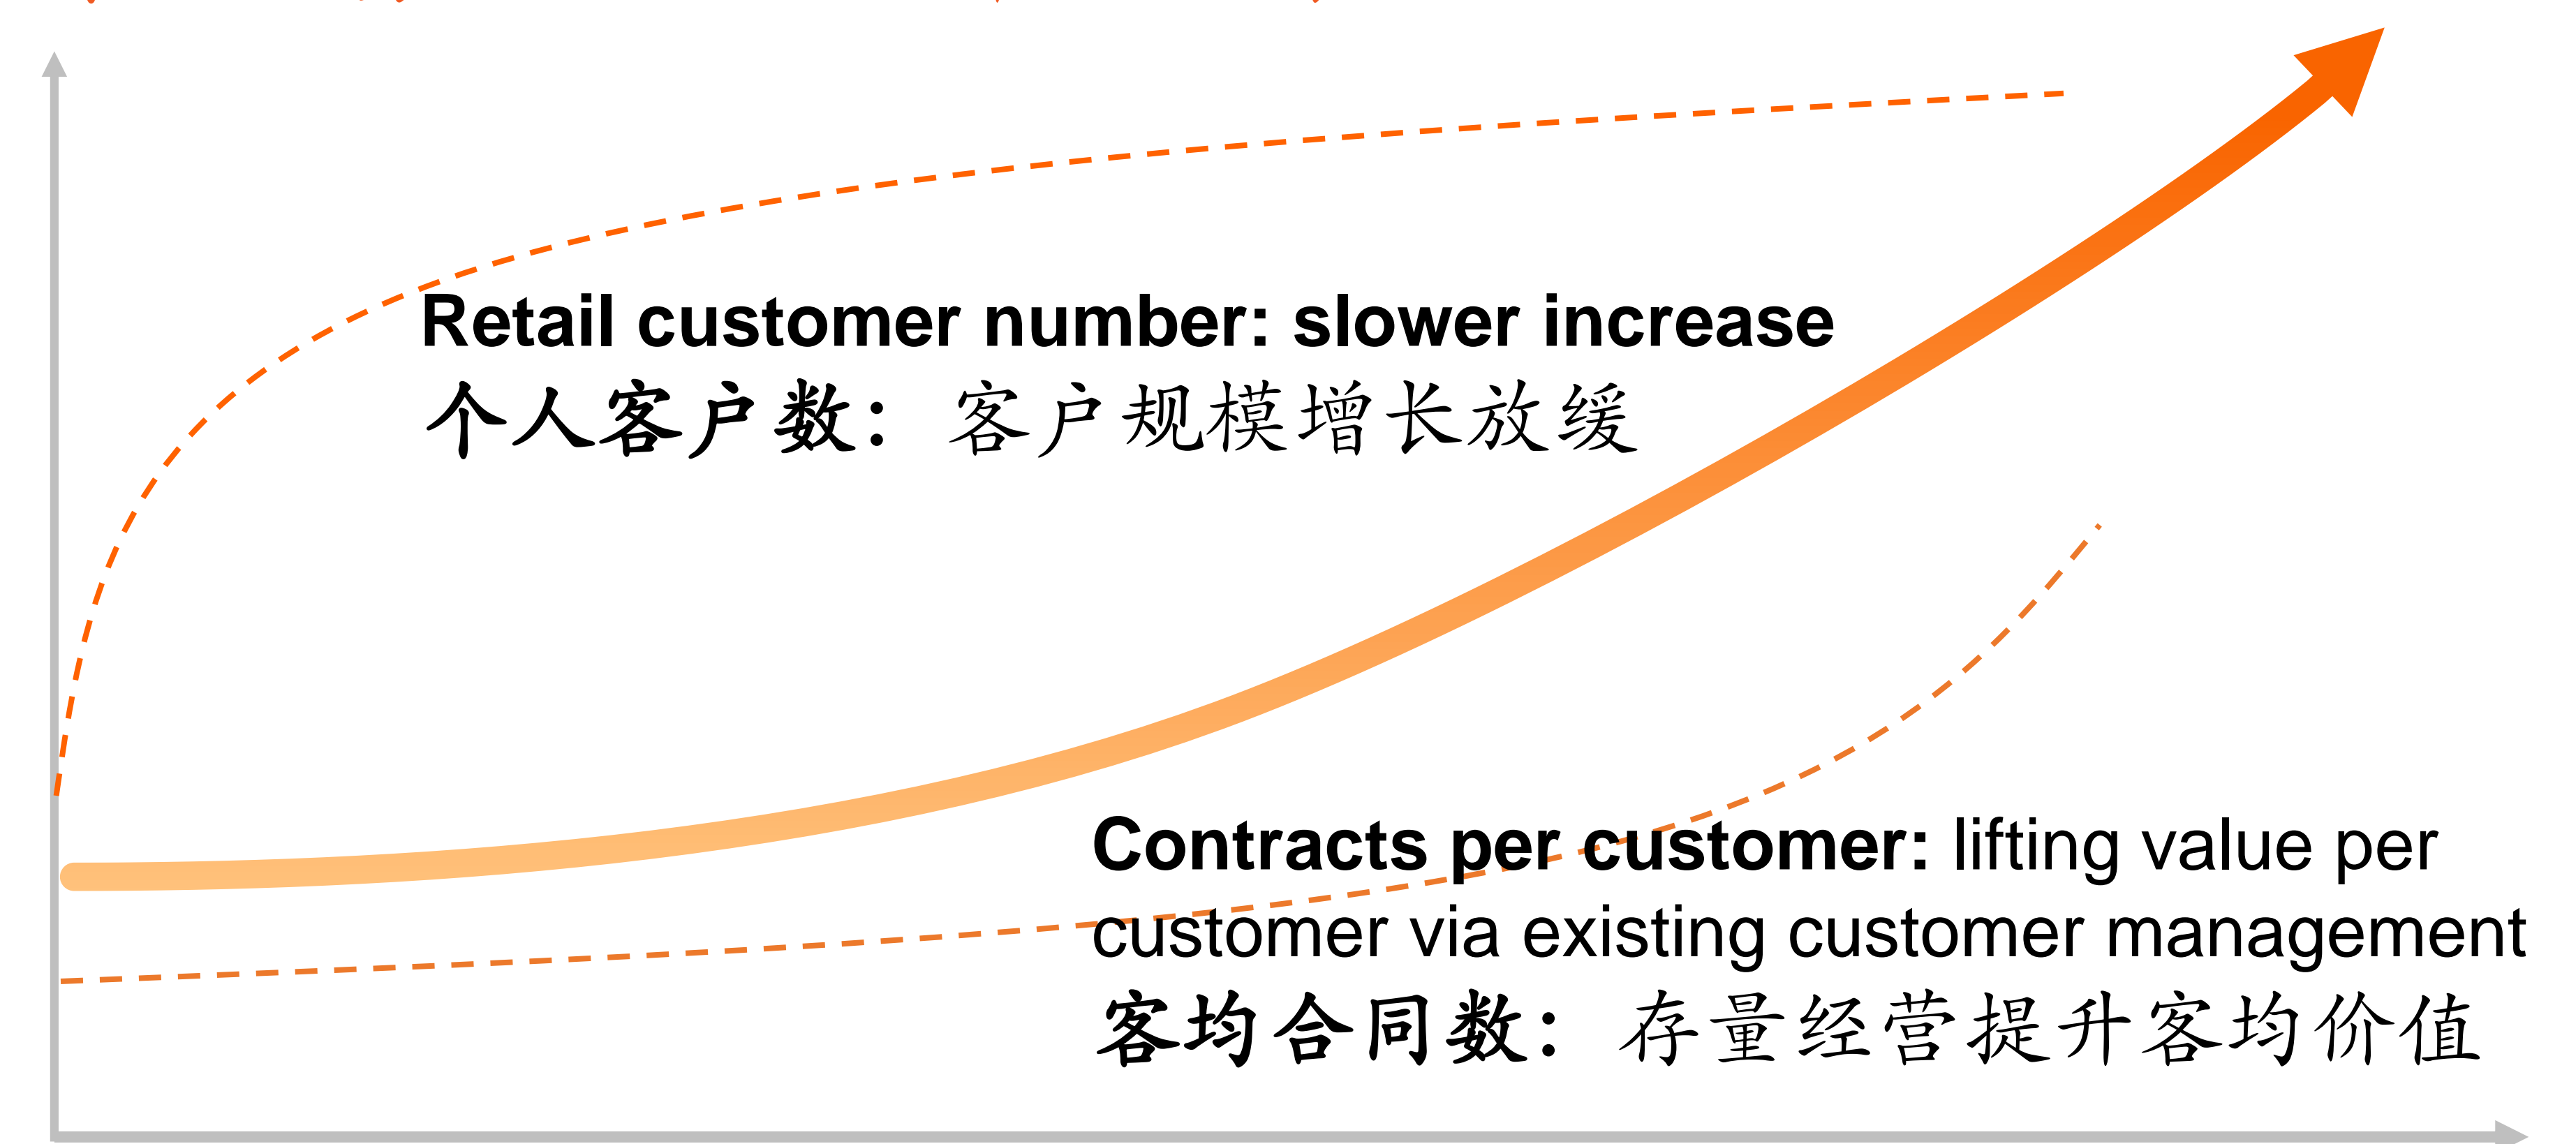 Retail customer number: slower increase
个人客户数：客户规模增长放缓
Contracts per customer: lifting value per
customer via existing customer management
客均合同数：存量经营提升客均价值